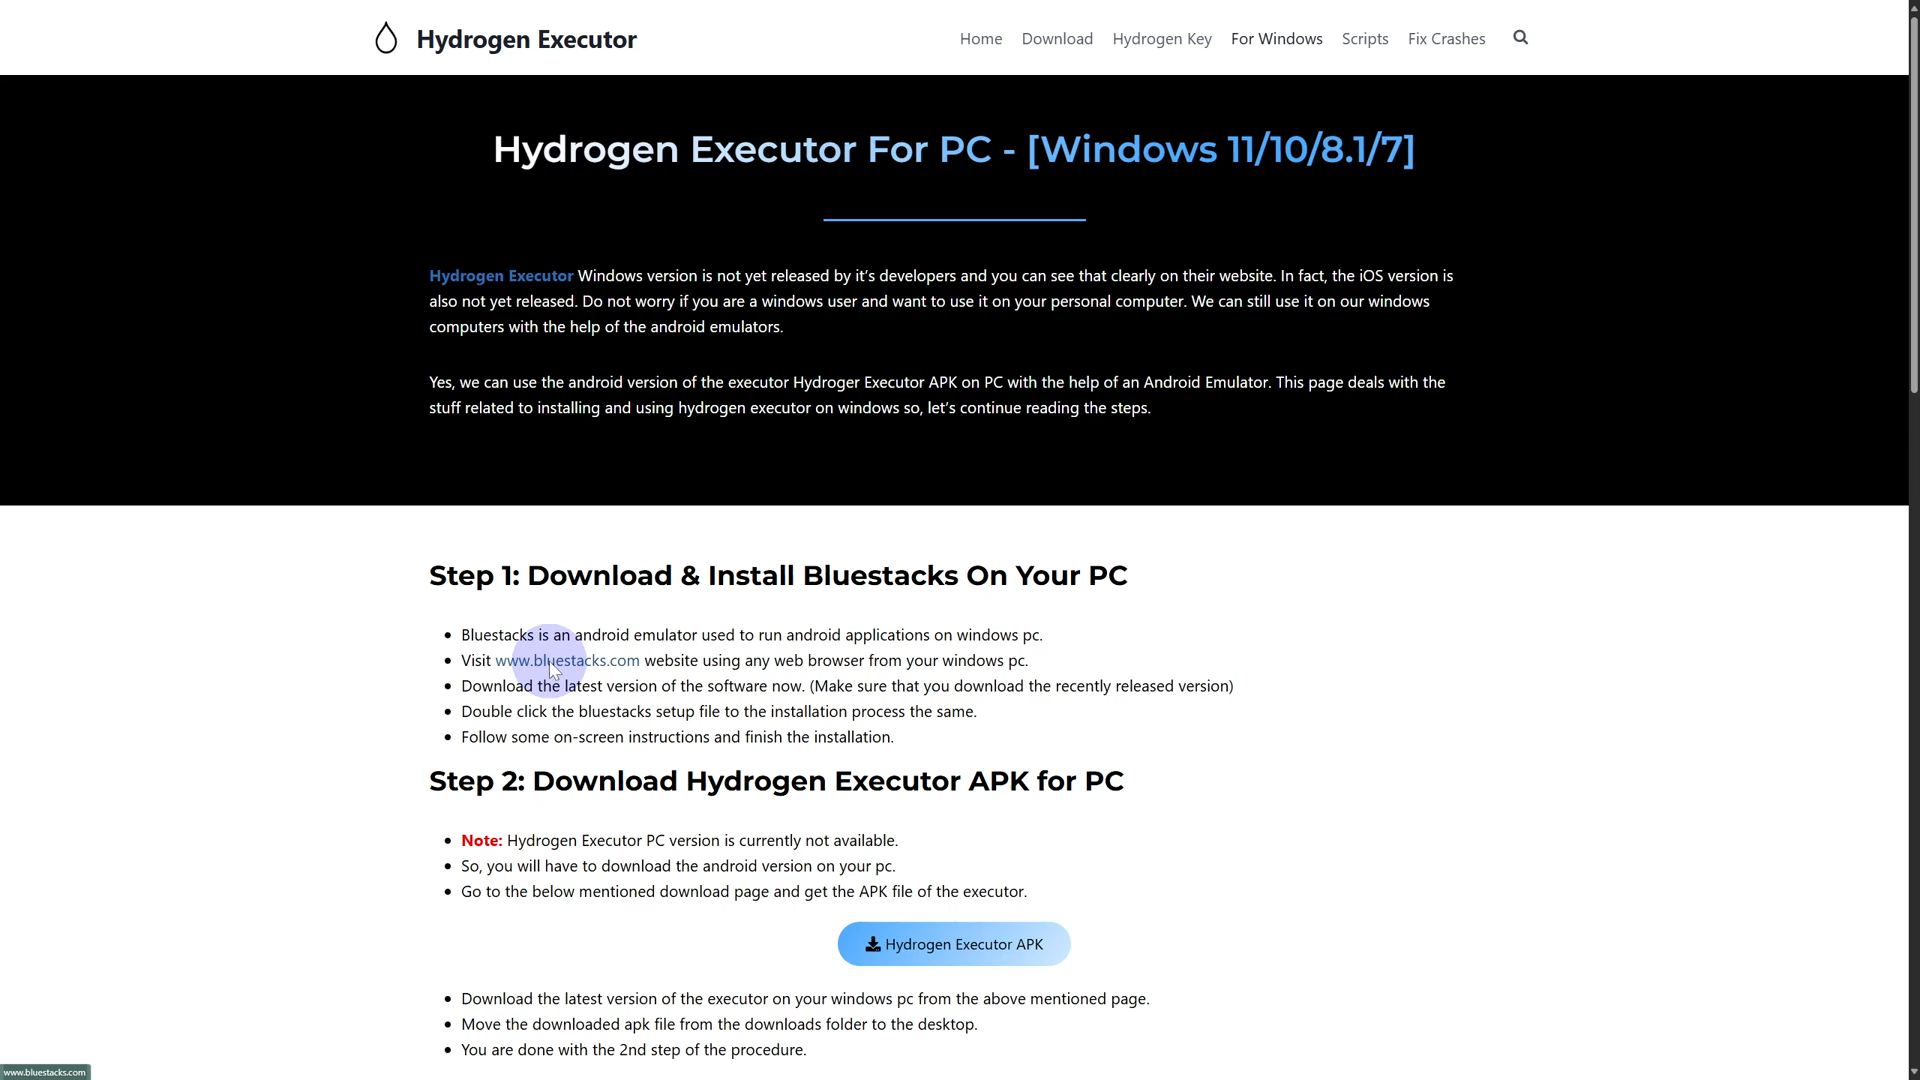 Hydrogen Executor
Home Download Hydrogen Key For Windows Scripts Fix Crashes
Hydrogen Executor For PC - [Windows 11/10/8.1/7]
Hydrogen Executor Windows version is not yet released by it’s developers and you can see that clearly on their website. In fact, the iOS version is
also not yet released. Do not worry if you are a windows user and want to use it on your personal computer. We can still use it on our windows
computers with the help of the android emulators.
Yes, we can use the android version of the executor Hydroger Executor APK on PC with the help of an Android Emulator. This page deals with the
stuff related to installing and using hydrogen executor on windows so, let’s continue reading the steps.
Step 1: Download & Install Bluestacks On Your PC
• Bluestacks is an android emulator used to run android applications on windows pc.
• Visit www.bluestacks.com website using any web browser from your windows pc.
• Download the latest version of the software now. (Make sure that you download the recently released version)
• Double click the bluestacks setup file to the installation process the same.
• Follow some on-screen instructions and finish the installation.
Step 2: Download Hydrogen Executor APK for PC
• Note: Hydrogen Executor PC version is currently not available.
• So, you will have to download the android version on your pc.
• Go to the below mentioned download page and get the APK file of the executor.
Hydrogen Executor APK
• Download the latest version of the executor on your windows pc from the above mentioned page.
• Move the downloaded apk file from the downloads folder to the desktop.
• You are done with the 2nd step of the procedure.
www.bluestacks.com